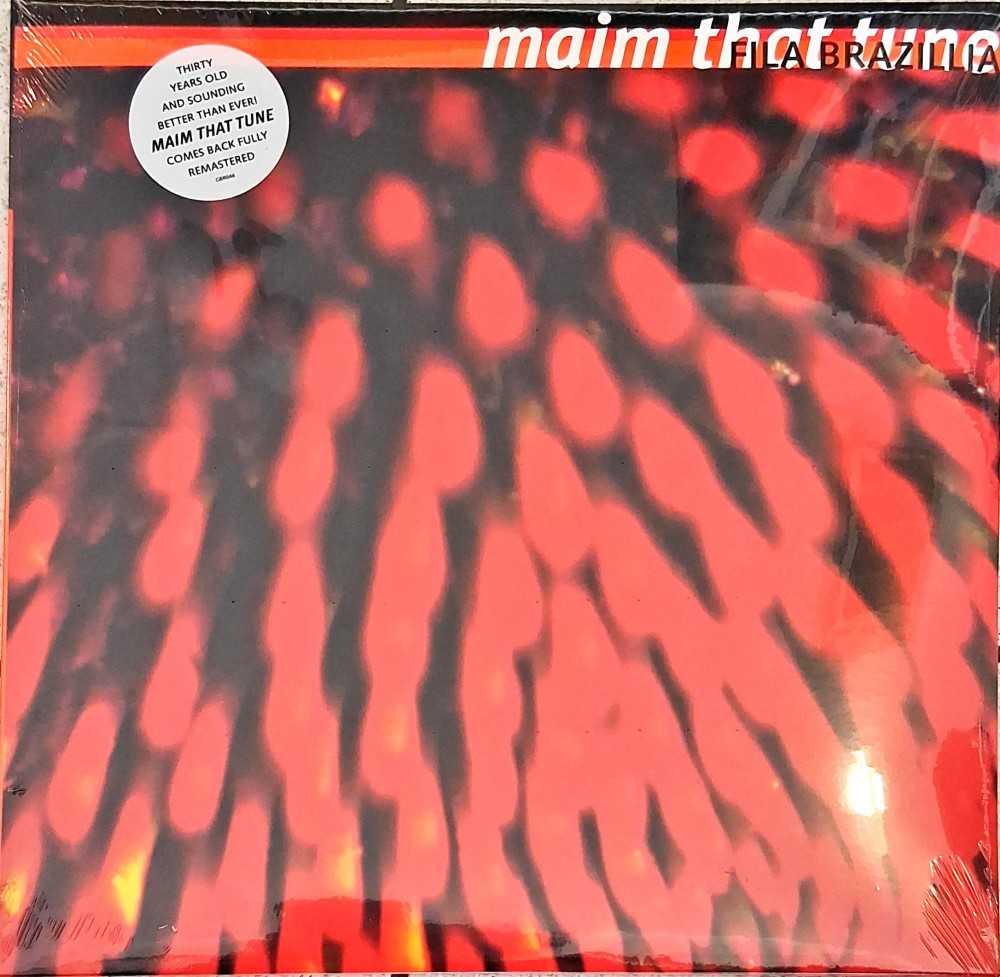 maim that tune
FILA BRAZILLIA
THIRTY
YEARS OLD
AND SOUNDING
BETTER THAN EVER!
MAIM THAT TUNE
COMES BACK FULLY
REMASTERED
GBR046